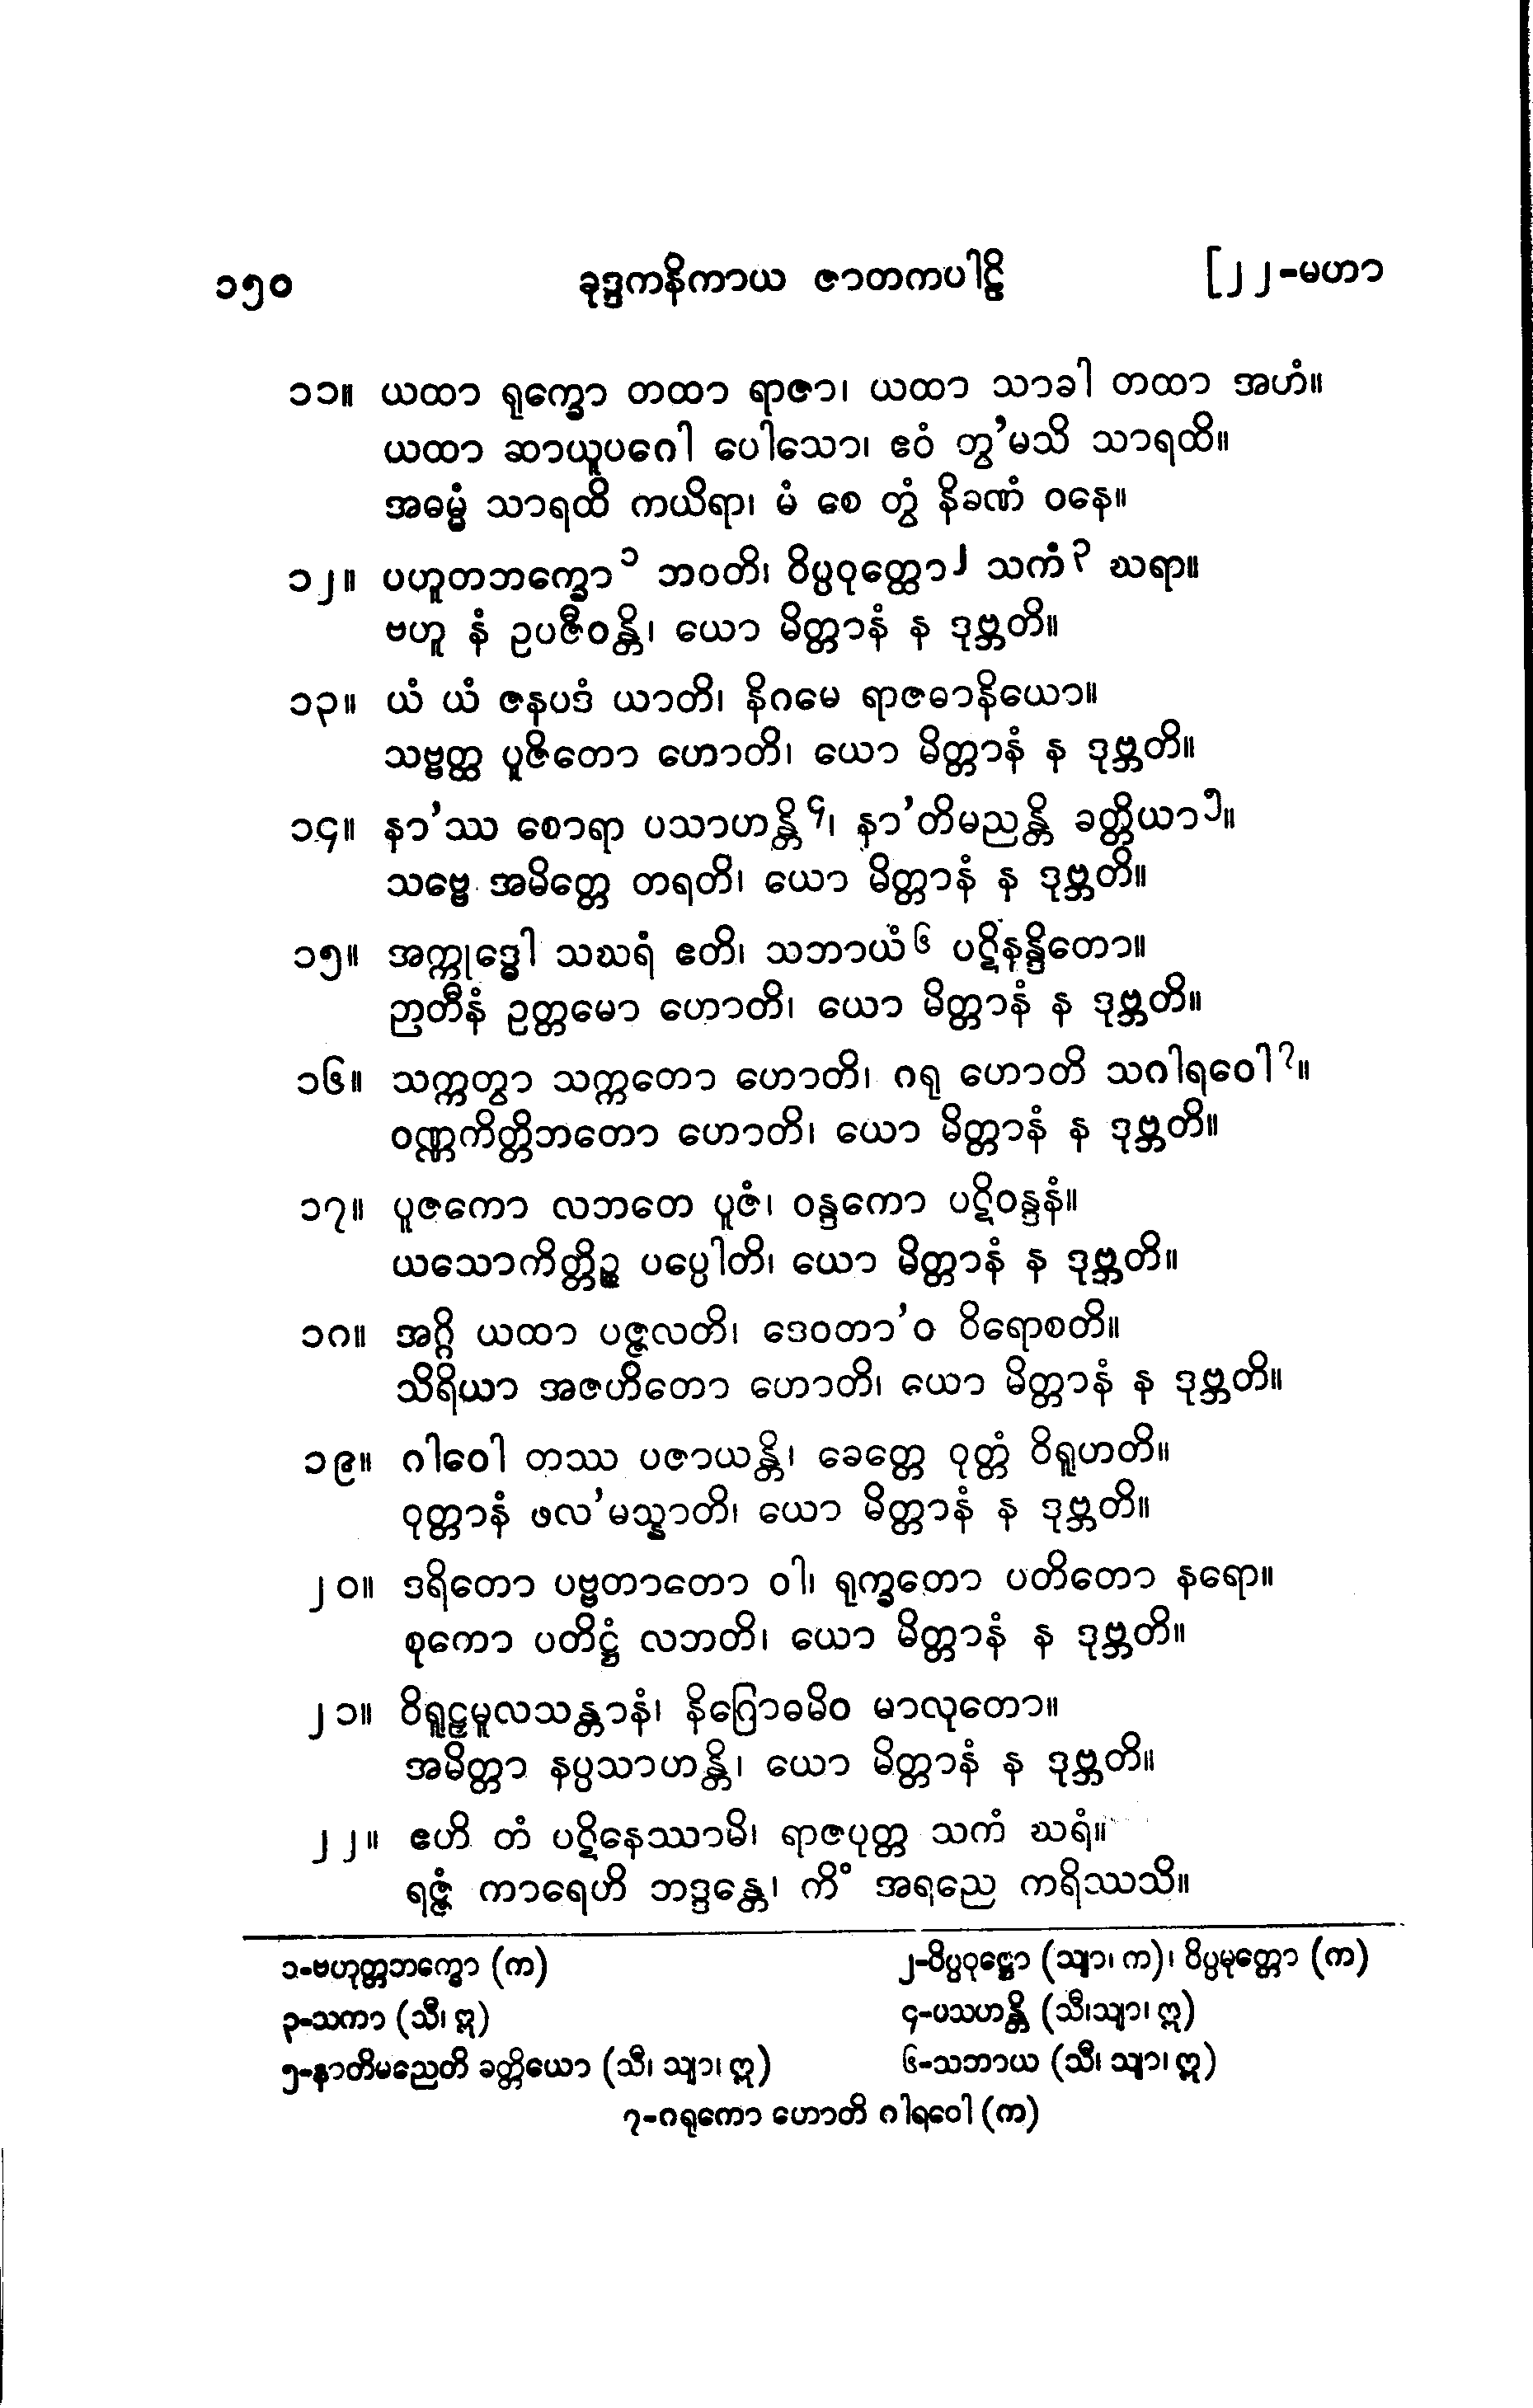 ၁၅၀ ခုဒ္ဒကနိကာယ ဇာတကပါဠိ [၂၂-မဟာ
၁၁။ ယထာ ရုက္ခော တထာ ရာဇာ၊ ယထာ သာခါ တထာ အဟံ။
ယထာ ဆာယူပဂေါ ပေါသော၊ ဧဝံ တွ’မသိ သာရထိ။
အဓမ္မံ သာရထိ ကယိရာ၊ မံ စေ တွံ နိခဏံ ဝနေ။
၁၂။ ပဟူတဘက္ခော၁ ဘဝတိ၊ ဝိပ္ပဝုတ္ထော၂ သကံ၃ ဃရာ။
ဗဟူ နံ ဥပဇီဝန္တိ၊ ယော မိတ္တာနံ န ဒုဗ္ဘတိ။
၁၃။ ယံ ယံ ဇနပဒံ ယာတိ၊ နိဂမေ ရာဇဓာနိယော။
သဗ္ဗတ္ထ ပူဇိတော ဟောတိ၊ ယော မိတ္တာနံ န ဒုဗ္ဘတိ။
၁၄။ နာ’ဿ စောရာ ပသာဟန္တိ၄၊ နာ’တိမညန္တိ ခတ္တိယာ၅။
သဗ္ဗေ အမိတ္တေ တရတိ၊ ယော မိတ္တာနံ န ဒုဗ္ဘတိ။
၁၅။ အက္ကုဒ္ဓေါ သဃရံ ဧတိ၊ သဘာယံ၆ ပဋိနန္ဒိတော။
ဉာတီနံ ဥတ္တမော ဟောတိ၊ ယော မိတ္တာနံ န ဒုဗ္ဘတိ။
၁၆။ သက္ကတွာ သက္ကတော ဟောတိ၊ ဂရု ဟောတိ သဂါရဝေါ၇။
ဝဏ္ဏကိတ္တိဘတော ဟောတိ၊ ယော မိတ္တာနံ န ဒုဗ္ဘတိ။
၁၇။ ပူဇကော လဘတေ ပူဇံ၊ ဝန္ဒကော ပဋိဝန္ဒနံ။
ယသောကိတ္တိဉ္စ ပပ္ပေါတိ၊ ယော မိတ္တာနံ န ဒုဗ္ဘတိ။
၁၈။ အဂ္ဂိ ယထာ ပဇ္ဇလတိ၊ ဒေဝတာ’ဝ ဝိရောစတိ။
သိရိယာ အဇဟိတော ဟောတိ၊ ယော မိတ္တာနံ န ဒုဗ္ဘတိ။
၁၉။ ဂါဝေါ တဿ ပဇာယန္တိ၊ ခေတ္တေ ဝုတ္တံ ဝိရူဟတိ။
ဝုတ္တာနံ ဖလ’မသ္နာတိ၊ ယော မိတ္တာနံ န ဒုဗ္ဘတိ။
၂၀။ ဒရိတော ပဗ္ဗတာတော ဝါ၊ ရုက္ခတော ပတိတော နရော။
စုကော ပတိဋ္ဌံ လဘတိ၊ ယော မိတ္တာနံ န ဒုဗ္ဘတိ။
၂၁။ ဝိရူဠှမူလသန္တာနံ၊ နိဂြောဓမိဝ မာလုတော။
အမိတ္တာ နပ္ပသာဟန္တိ၊ ယော မိတ္တာနံ န ဒုဗ္ဘတိ။
၂၂။ ဧဟိ တံ ပဋိနေဿာမိ၊ ရာဇပုတ္တ သကံ ဃရံ။
ရဇ္ဇံ ကာရေဟိ ဘဒ္ဒန္တေ၊ ကိံ အရညေ ကရိဿသိ။
၁-ဗဟုတ္တဘက္ခော (က) ၂-ဝိပ္ပဝုဋ္ဌော (သျာ၊ က)၊ ဝိပ္ပမုတ္တော (က)
၃-သကာ (သီ၊ ဣ) ၄-ပသဟန္တိ (သီ၊သျာ၊ ဣ)
၅-နာတိမညေတိ ခတ္တိယော (သီ၊ သျာ၊ ဣ) ၆-သဘာယ (သီ၊ သျာ၊ ဣ)
၇-ဂရုကော ဟောတိ ဂါရဝေါ (က)